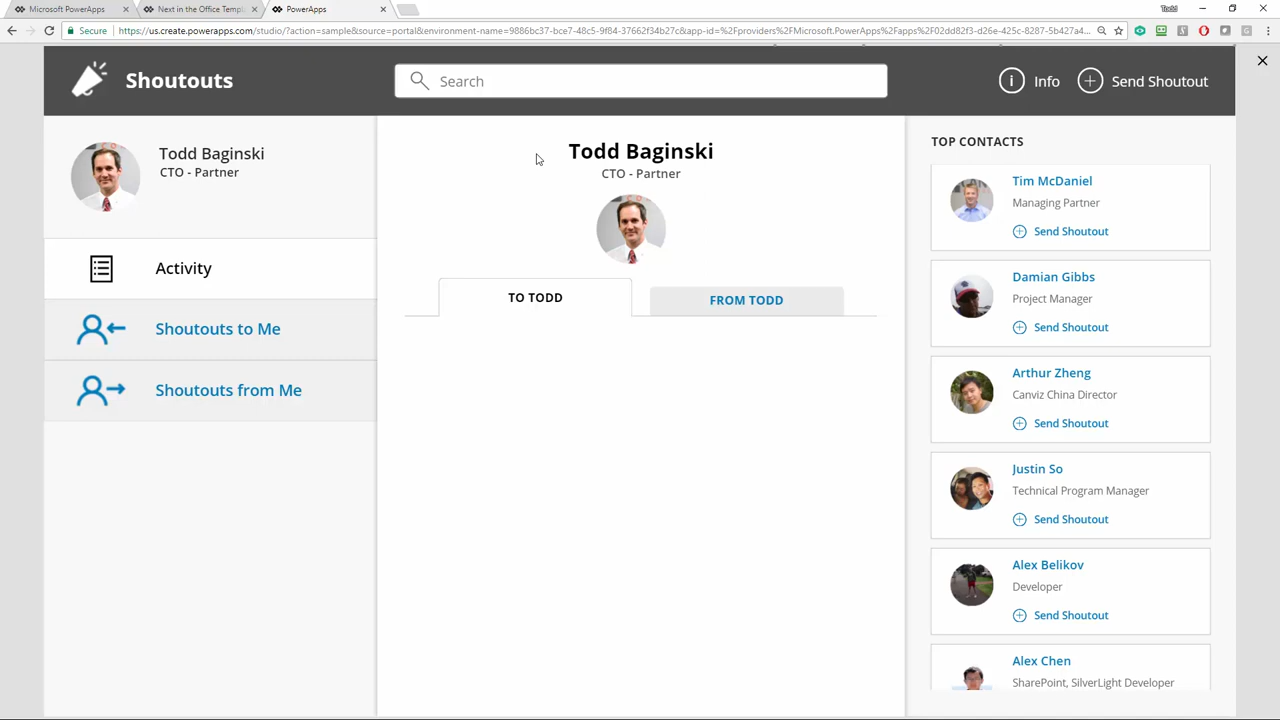 Microsoft PowerApps
Next in the Office Templ
PowerApps
Todd
Secure
https://us.create.powerapps.com/studio/?action=sample&source=portal&environment-name=9886bc37-bce7-48c5-9f84-37662f34b27c&app-id=%2Fproviders%2FMicrosoft.PowerApps%2Fapps%2F02dd82f3-d26e-425c-8287-5b427a4...
Shoutouts
Search
Info
Send Shoutout
Todd Baginski
CTO - Partner
Activity
Shoutouts to Me
Shoutouts from Me
Todd Baginski
CTO - Partner
TO TODD
FROM TODD
TOP CONTACTS
Tim McDaniel
Managing Partner
Send Shoutout
Damian Gibbs
Project Manager
Send Shoutout
Arthur Zheng
Canviz China Director
Send Shoutout
Justin So
Technical Program Manager
Send Shoutout
Alex Belikov
Developer
Send Shoutout
Alex Chen
SharePoint, SilverLight Developer